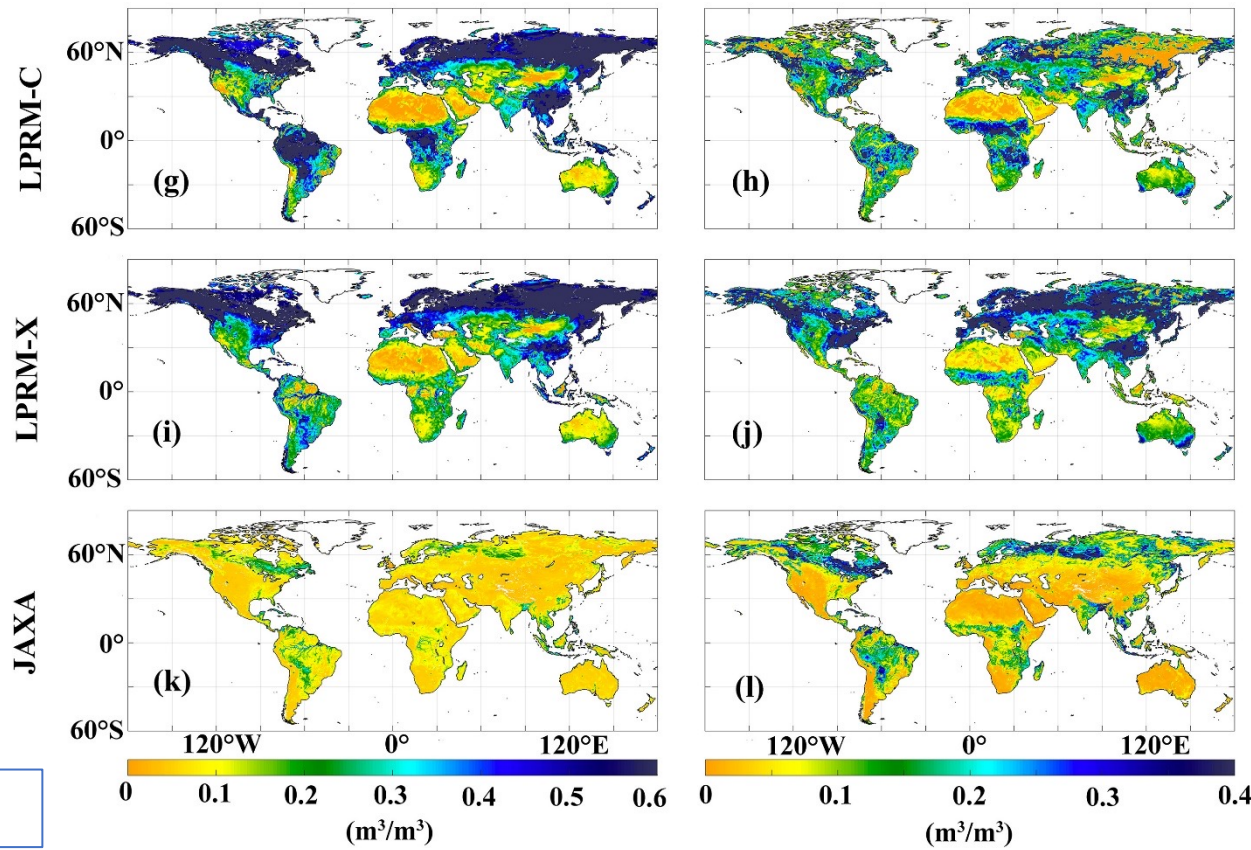 LPRM-C
60°N
0°
60°S
(g)
(h)
LPRM-X
60°N
0°
60°S
(i)
(j)
JAXA
60°N
0°
60°S
(k)
(l)
120°W 0° 120°E
120°W 0° 120°E
0 0.1 0.2 0.3 0.4 0.5 0.6
0 0.1 0.2 0.3 0.4
(m³/m³)
(m³/m³)